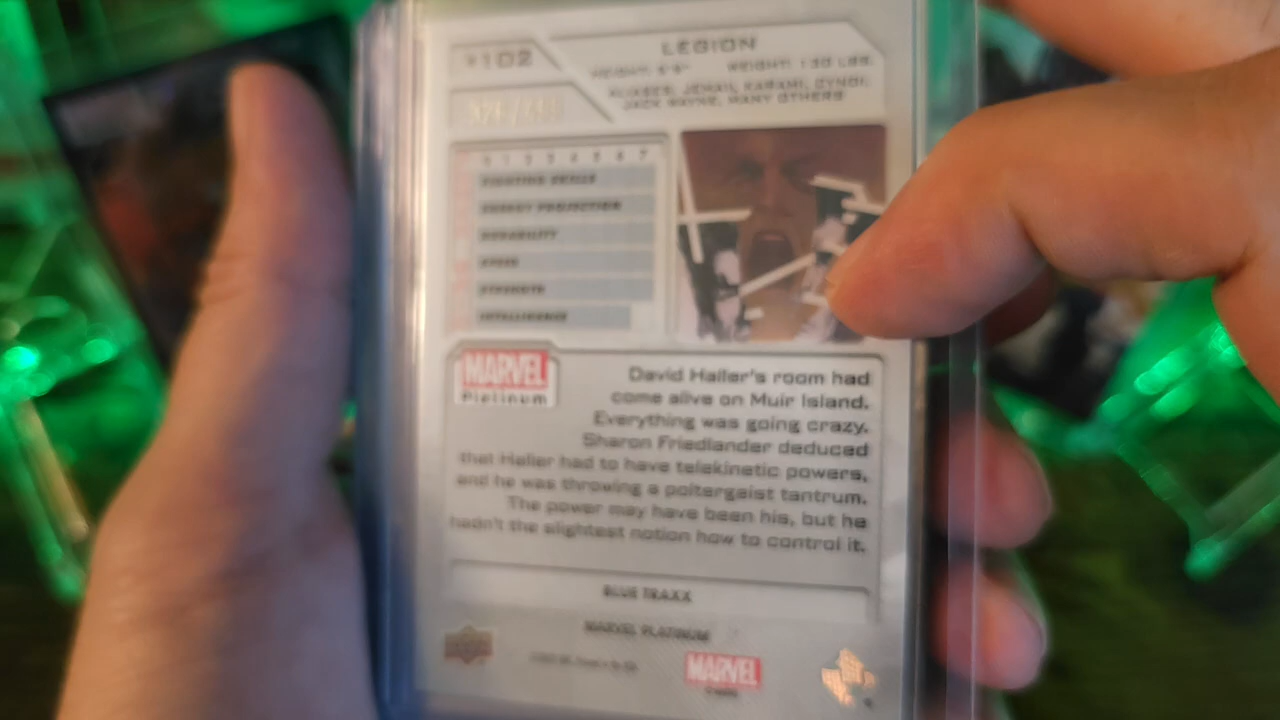 102
LEGION
HEIGHT: WEIGHT: 130 LBS.
ALIASES: JEMAIL KARAMI, CYNDI,
JACK WAYNE, MANY OTHERS
1 2 3 4 5 6 7
FIGHTING SKILLS
ENERGY PROJECTION
DURABILITY
SPEED
STRENGTH
INTELLIGENCE
MARVEL
Platinum
David Haller's room had
come alive on Muir Island.
Everything was going crazy.
Sharon Friedlander deduced
that Haller had to have telekinetic powers,
and he was throwing a poltergeist tantrum.
The power may have been his, but he
hadn't the slightest notion how to control it.
BLUE TRAXX
MARVEL PLATINUM
MARVEL